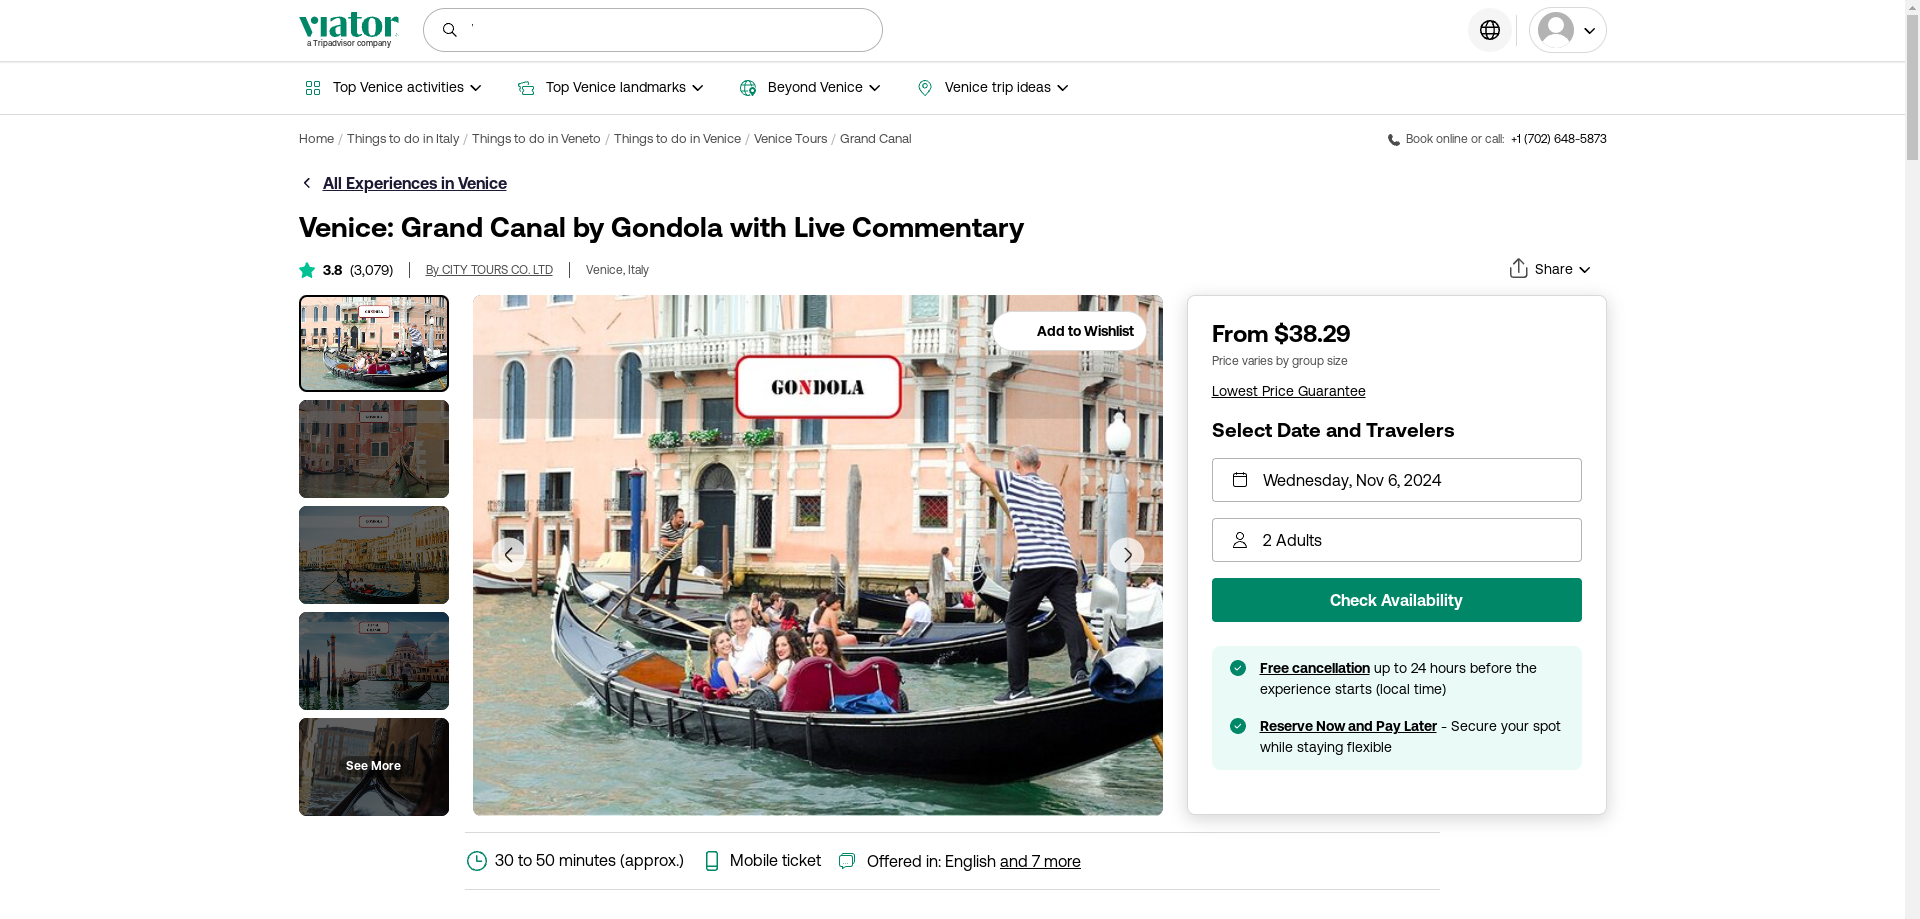 viator
a Tripadvisor company
Top Venice activities
Top Venice landmarks
Beyond Venice
Venice trip ideas
Home / Things to do in Italy / Things to do in Veneto / Things to do in Venice / Venice Tours / Grand Canal
Book online or call: +1 (702) 648-5873
All Experiences in Venice
Venice: Grand Canal by Gondola with Live Commentary
3.8 (3,079)
By CITY TOURS CO. LTD
Venice, Italy
Share
See More
Add to Wishlist
GONDOLA
From $38.29
Price varies by group size
Lowest Price Guarantee
Select Date and Travelers
Wednesday, Nov 6, 2024
2 Adults
Check Availability
Free cancellation up to 24 hours before the
experience starts (local time)
Reserve Now and Pay Later - Secure your spot
while staying flexible
30 to 50 minutes (approx.)
Mobile ticket
Offered in: English and 7 more